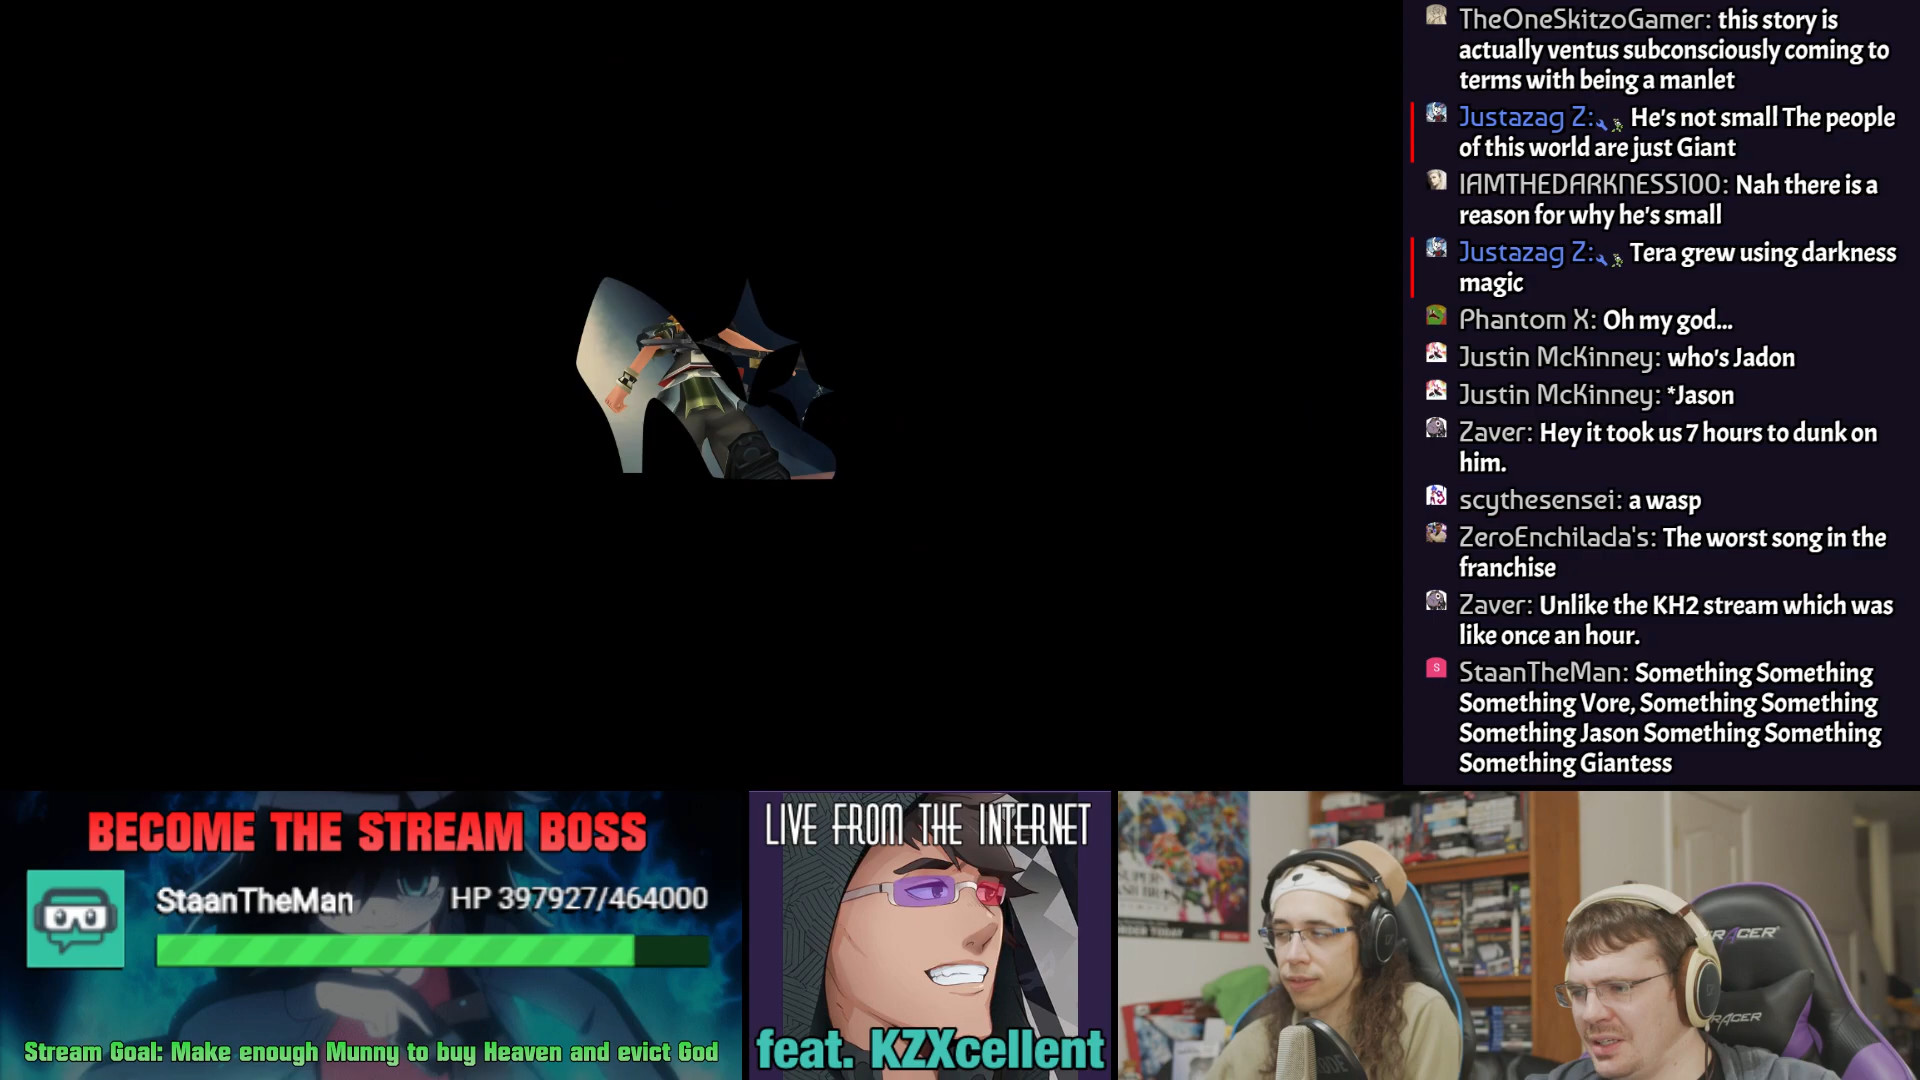 TheOneSkitzoGamer: this story is
actually ventus subconsciously coming to
terms with being a manlet
Justazag Z: He's not small The people
of this world are just Giant
IAMTHEDARKNESS100: Nah there is a
reason for why he's small
Justazag Z: Tera grew using darkness
magic
Phantom X: Oh my god...
Justin McKinney: who's Jadon
Justin McKinney: *Jason
Zaver: Hey it took us 7 hours to dunk on
him.
scythesensei: a wasp
ZeroEnchilada's: The worst song in the
franchise
Zaver: Unlike the KH2 stream which was
like once an hour.
S
StaanTheMan: Something Something
Something Vore, Something Something
Something Jason Something Something
Something Giantess
BECOME THE STREAM BOSS
StaanTheMan HP 397927/464000
Stream Goal: Make enough Munny to buy Heaven and evict God
LIVE FROM THE INTERNET
feat. KZXcellent
RACER
RACER